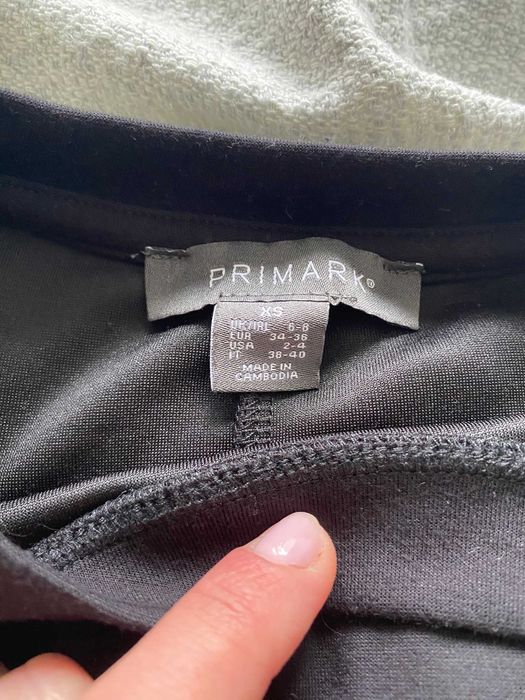 PRIMARK®
XS
UK/IRL 6-8
EUR 34-36
USA 2-4
IT 38-40
MADE IN
CAMBODIA